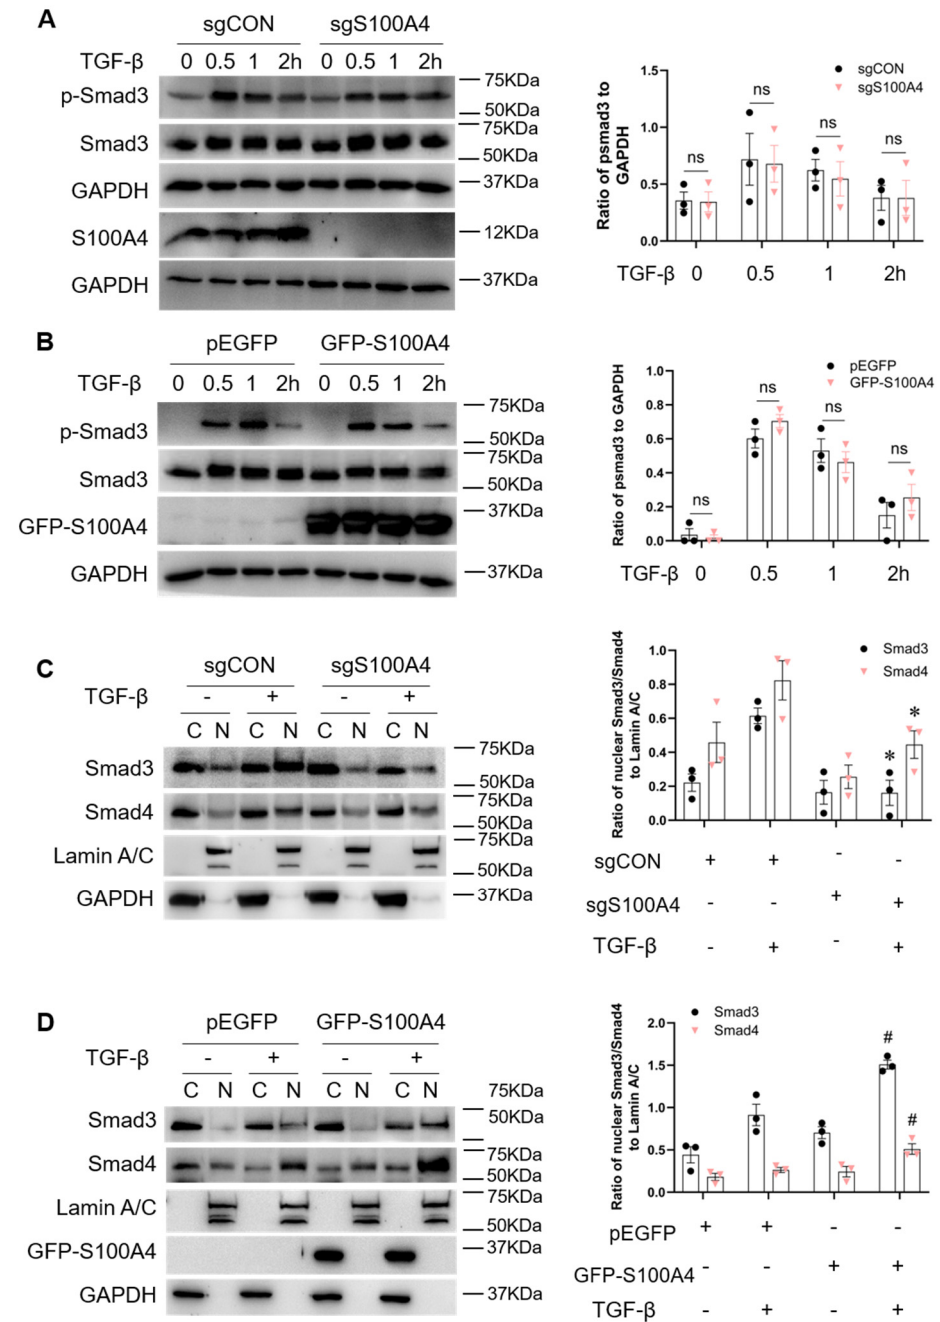 A
sgCON sgS100A4
TGF-β 0 0.5 1 2h 0 0.5 1 2h
p-Smad3 75KDa
50KDa
Smad3 75KDa
50KDa
GAPDH 37KDa
S100A4 12KDa
GAPDH 37KDa
Ratio of psmad3 to
GAPDH
sgCON
sgS100A4
1.5
1.0
0.5
0.0
ns ns ns ns
TGF-β 0 0.5 1 2h
B
pEGFP GFP-S100A4
TGF-β 0 0.5 1 2h 0 0.5 1 2h
p-Smad3 75KDa
50KDa
Smad3 75KDa
50KDa
GFP-S100A4 37KDa
GAPDH 37KDa
Ratio of psmad3 to GAPDH
pEGFP
GFP-S100A4
1.0
0.8
0.6
0.4
0.2
0.0
ns ns ns ns
TGF-β 0 0.5 1 2h
C
sgCON sgS100A4
TGF-β - + - +
C N C N C N C N
Smad3 75KDa
50KDa
Smad4 75KDa
50KDa
Lamin A/C 75KDa
50KDa
GAPDH 37KDa
Ratio of nuclear Smad3/Smad4
to Lamin A/C
Smad3
Smad4
1.0
0.8
0.6
0.4
0.2
0.0
* *
sgCON + + - -
sgS100A4 - - + +
TGF-β - + - +
D
pEGFP GFP-S100A4
TGF-β - + - +
C N C N C N C N
75KDa
Smad3 50KDa
Smad4 75KDa
50KDa
Lamin A/C 75KDa
50KDa
GFP-S100A4 37KDa
GAPDH 37KDa
Ratio of nuclear Smad3/Smad4
to Lamin A/C
Smad3
Smad4
2.0
1.5
1.0
0.5
0.0
# #
pEGFP + + - -
GFP-S100A4 - - + +
TGF-β - + - +